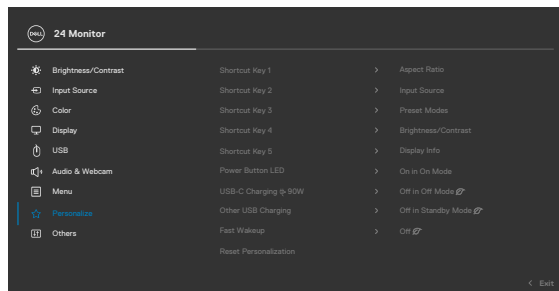 DELL 24 Monitor
Brightness/Contrast Shortcut Key 1 > Aspect Ratio
Input Source Shortcut Key 2 > Input Source
Color Shortcut Key 3 > Preset Modes
Display Shortcut Key 4 > Brightness/Contrast
USB Shortcut Key 5 > Display Info
Audio & Webcam Power Button LED > On in On Mode
Menu USB-C Charging 90W > Off in Off Mode
Personalize Other USB Charging > Off in Standby Mode
Others Fast Wakeup > Off
Reset Personalization
< Exit